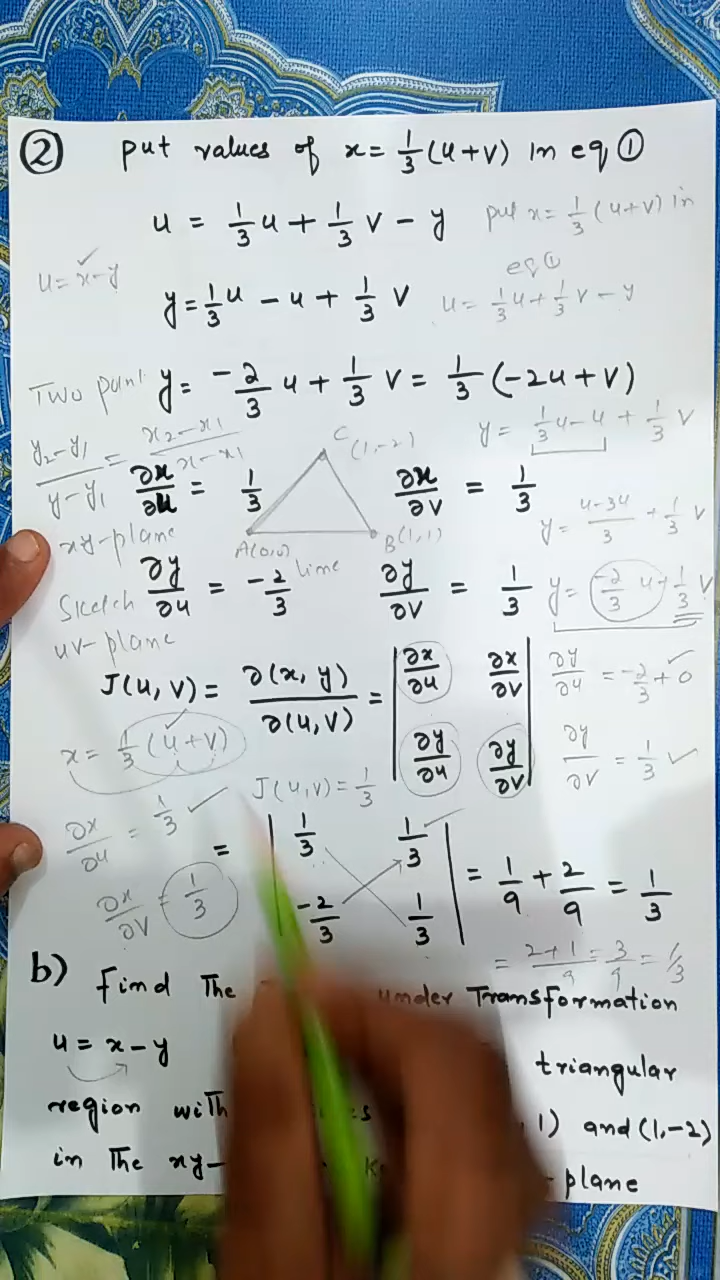 ② put values of x = 1/3 (u+v) in eq ①
u = 1/3 u + 1/3 v − y
put x = 1/3 (u+v) in
eq ①
u = x−y
y = 1/3 u − u + 1/3 v
u = 1/3 u + 1/3 v − y
Two point
y = −2/3 u + 1/3 v = 1/3 (−2u+v)
y = 1/3 u − u + 1/3 v
y₂−y₁ / y−y₁ = x₂−x₁ / x−x₁
C (1,−2)
∂x/∂u = 1/3
∂x/∂v = 1/3
y = u−3u / 3 + 1/3 v
xy-plane
A(0,0)
B(1,1)
line
Sketch
∂y/∂u = −2/3
∂y/∂v = 1/3
y = −2/3 u + 1/3 v
uv-plane
J(u,v) = ∂(x,y)/∂(u,v) = | ∂x/∂u ∂x/∂v |
| ∂y/∂u ∂y/∂v |
∂y/∂u = −2/3 + 0
x = 1/3 (u+v)
∂y/∂v = 1/3
J(u,v) = 1/3
∂x/∂u = 1/3
= | 1/3 1/3 |
| −2/3 1/3 | = 1/9 + 2/9 = 1/3
∂x/∂v = 1/3
= 2+1/9 = 3/9 = 1/3
b) Find The under Transformation
u = x − y triangular
region with 1) and (1,−2)
in The xy- plane